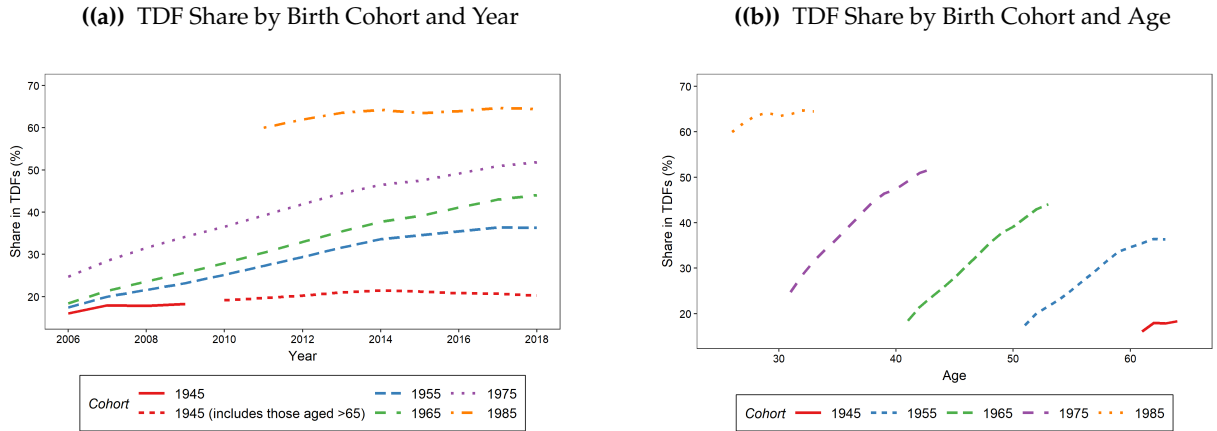 ((a)) TDF Share by Birth Cohort and Year
70
60
50
40
30
20
Share in TDFs (%)
2006 2008 2010 2012 2014 2016 2018
Year
Cohort
1945
1945 (includes those aged >65)
1955
1965
1975
1985
((b)) TDF Share by Birth Cohort and Age
70
60
50
40
30
20
Share in TDFs (%)
30 40 50 60
Age
Cohort 1945 1955 1965 1975 1985